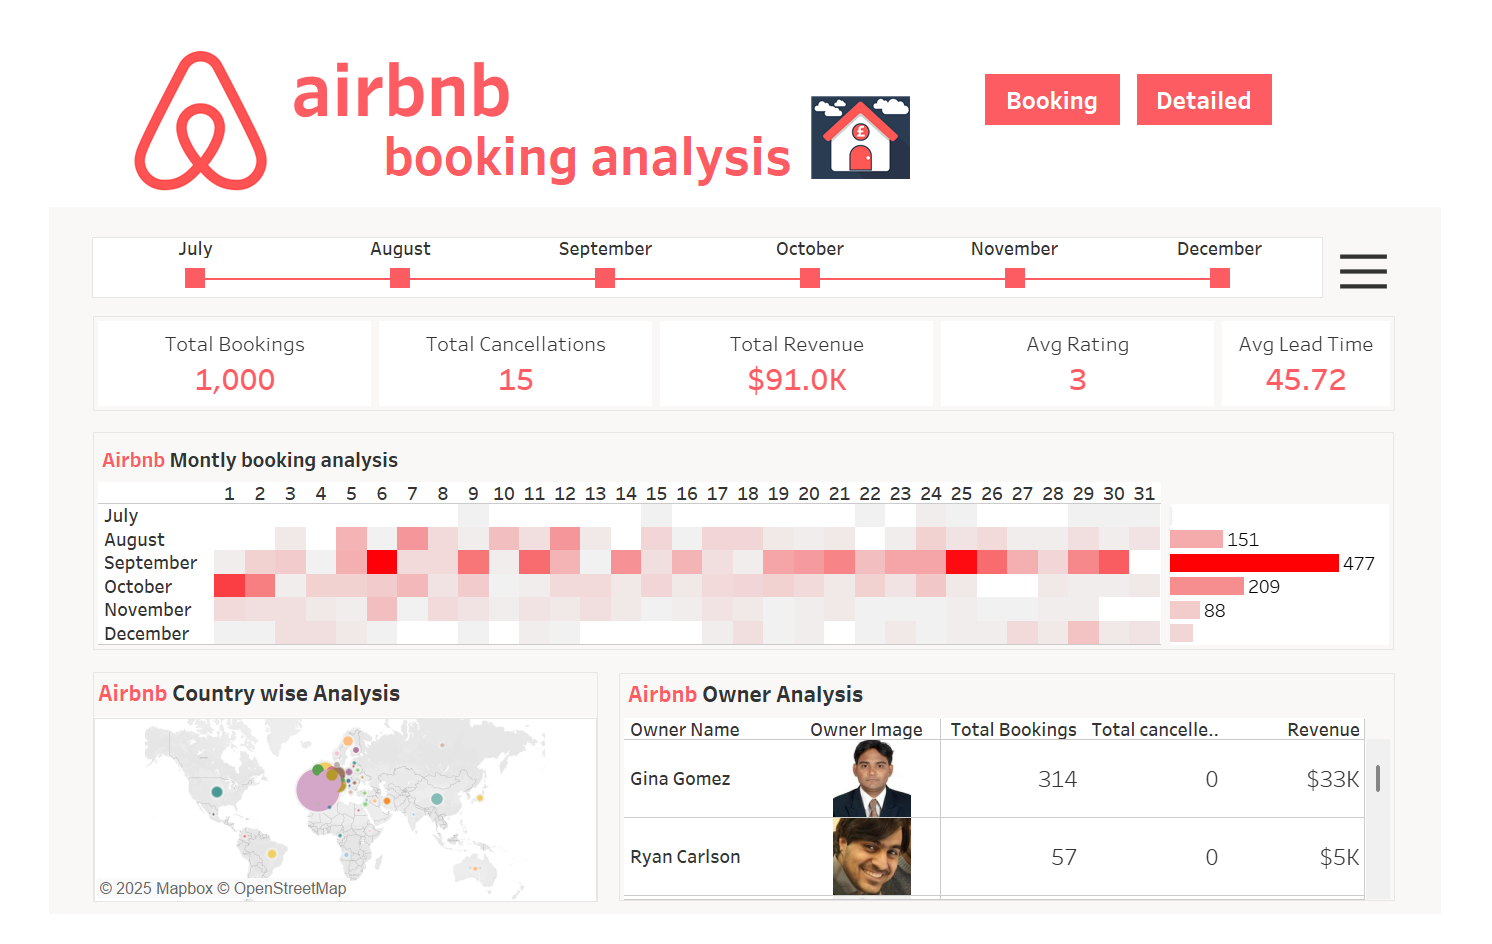 airbnb
booking analysis
£
Booking
Detailed
July August September October November December
Total Bookings Total Cancellations Total Revenue Avg Rating Avg Lead Time
1,000 15 $91.0K 3 45.72
Airbnb Montly booking analysis
1 2 3 4 5 6 7 8 9 10 11 12 13 14 15 16 17 18 19 20 21 22 23 24 25 26 27 28 29 30 31
July
August 151
September 477
October 209
November 88
December
Airbnb Country wise Analysis
© 2025 Mapbox © OpenStreetMap
Airbnb Owner Analysis
Owner Name Owner Image Total Bookings Total cancelle.. Revenue
Gina Gomez 314 0 $33K
Ryan Carlson 57 0 $5K